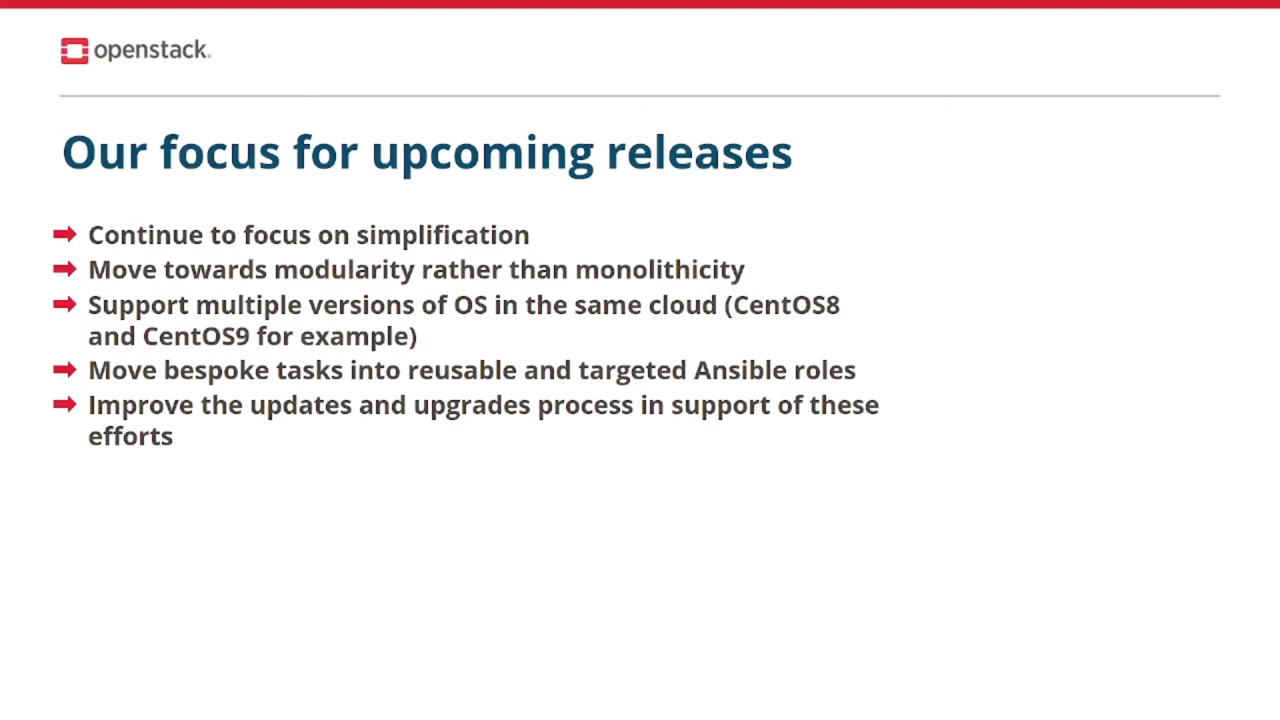 openstack.
Our focus for upcoming releases
Continue to focus on simplification
Move towards modularity rather than monolithicity
Support multiple versions of OS in the same cloud (CentOS8
and CentOS9 for example)
Move bespoke tasks into reusable and targeted Ansible roles
Improve the updates and upgrades process in support of these
efforts